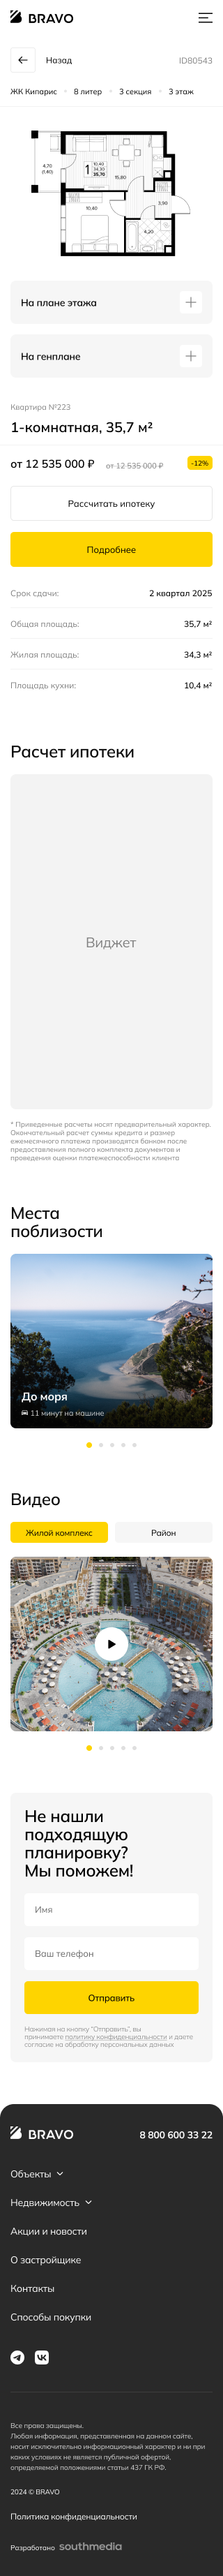 BRAVO
Назад
ID80543
ЖК Кипарис
8 литер
3 секция
3 этаж
4,70
(1,40)
1
10,40
34,30
35,70
15,80
3,90
10,40
4,20
На плане этажа
На генплане
Квартира №223
1-комнатная, 35,7 м²
от 12 535 000 ₽
от 12 535 000 ₽
-12%
Рассчитать ипотеку
Подробнее
Срок сдачи:
2 квартал 2025
Общая площадь:
35,7 м²
Жилая площадь:
34,3 м²
Площадь кухни:
10,4 м²
Расчет ипотеки
Виджет
* Приведенные расчеты носят предварительный характер.
Окончательный расчет суммы кредита и размер
ежемесячного платежа производятся банком после
предоставления полного комплекта документов и
проведения оценки платежеспособности клиента
Места
поблизости
До моря
11 минут на машине
Видео
Жилой комплекс
Район
Не нашли
подходящую
планировку?
Мы поможем!
Имя
Ваш телефон
Отправить
Нажимая на кнопку "Отправить", вы
принимаете политику конфиденциальности и даете
согласие на обработку персональных данных
BRAVO
8 800 600 33 22
Объекты
Недвижимость
Акции и новости
О застройщике
Контакты
Способы покупки
Все права защищены.
Любая информация, представленная на данном сайте,
носит исключительно информационный характер и ни при
каких условиях не является публичной офертой,
определяемой положениями статьи 437 ГК РФ.
2024 © BRAVO
Политика конфиденциальности
Разработано southmedia